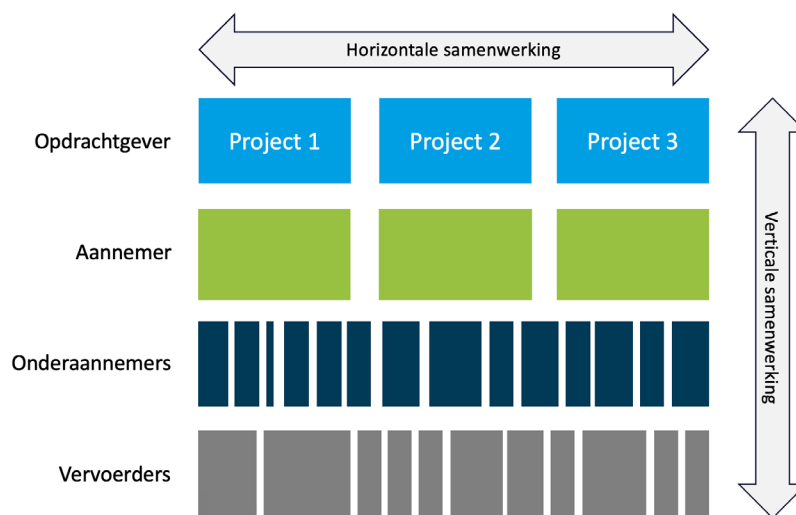 Horizontale samenwerking
Opdrachtgever
Project 1
Project 2
Project 3
Aannemer
Onderaannemers
Vervoerders
Verticale samenwerking